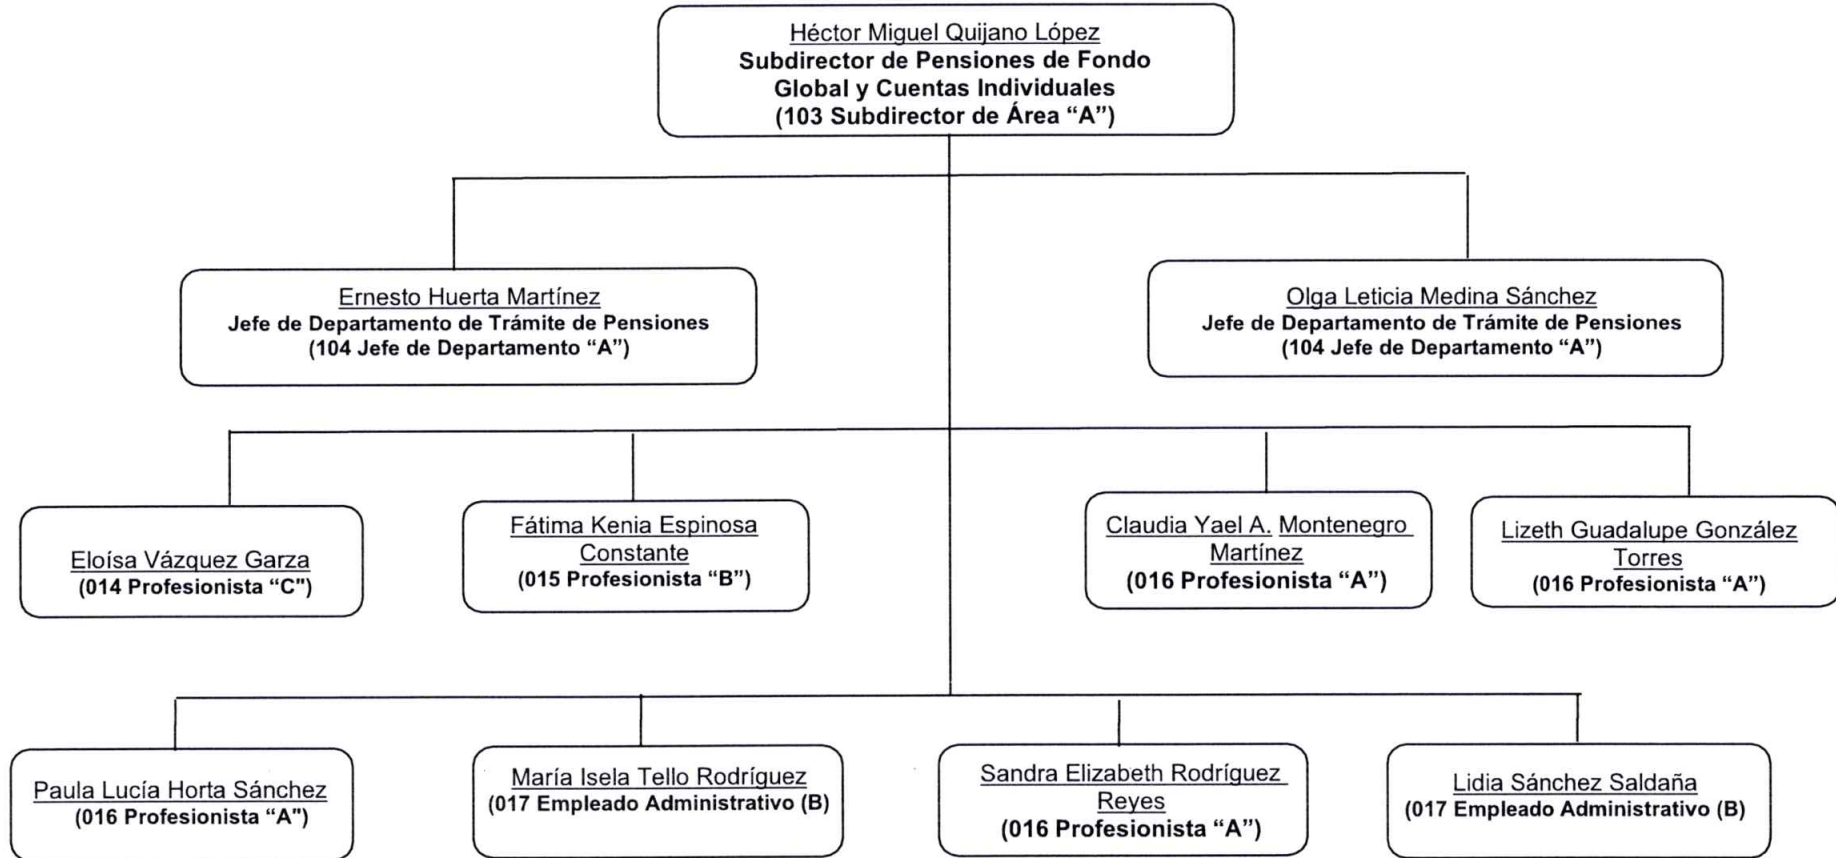 Héctor Miguel Quijano López
Subdirector de Pensiones de Fondo
Global y Cuentas Individuales
(103 Subdirector de Área “A”)
Ernesto Huerta Martínez
Jefe de Departamento de Trámite de Pensiones
(104 Jefe de Departamento “A”)
Olga Leticia Medina Sánchez
Jefe de Departamento de Trámite de Pensiones
(104 Jefe de Departamento “A”)
Eloísa Vázquez Garza
(014 Profesionista “C")
Fátima Kenia Espinosa
Constante
(015 Profesionista “B”)
Claudia Yael A. Montenegro
Martínez
(016 Profesionista “A”)
Lizeth Guadalupe González
Torres
(016 Profesionista “A”)
Paula Lucía Horta Sánchez
(016 Profesionista “A")
María Isela Tello Rodríguez
(017 Empleado Administrativo (B)
Sandra Elizabeth Rodríguez
Reyes
(016 Profesionista “A”)
Lidia Sánchez Saldaña
(017 Empleado Administrativo (B)